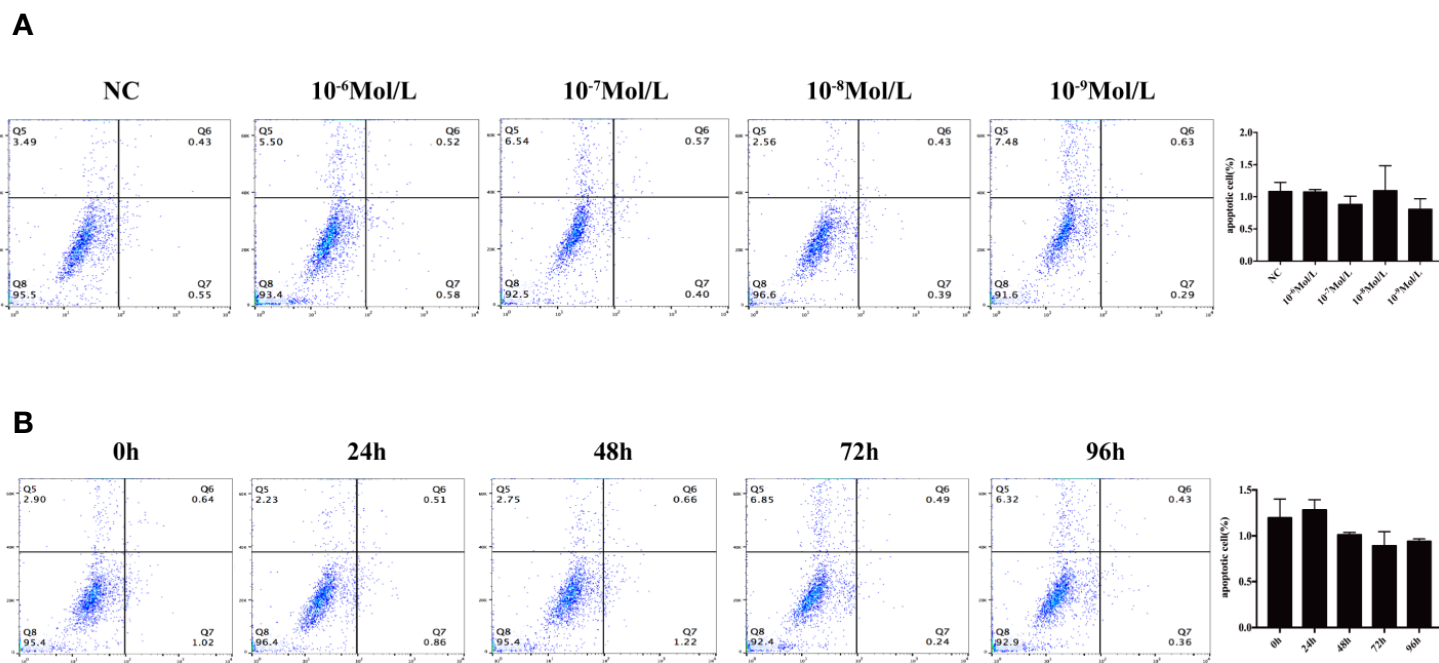 A
NC
10⁻⁶Mol/L
10⁻⁷Mol/L
10⁻⁸Mol/L
10⁻⁹Mol/L
Q5
3.49
Q6
0.43
Q8
95.5
Q7
0.55
Q5
5.50
Q6
0.52
Q8
93.4
Q7
0.58
Q5
6.54
Q6
0.57
Q8
92.5
Q7
0.40
Q5
2.56
Q6
0.43
Q8
96.6
Q7
0.39
Q5
7.48
Q6
0.63
Q8
91.6
Q7
0.29
apoptotic cell(%)
2.0
1.5
1.0
0.5
0.0
NC
10⁻⁶Mol/L
10⁻⁷Mol/L
10⁻⁸Mol/L
10⁻⁹Mol/L
B
0h
24h
48h
72h
96h
Q5
2.90
Q6
0.64
Q8
95.4
Q7
1.02
Q5
2.23
Q6
0.51
Q8
96.4
Q7
0.86
Q5
2.75
Q6
0.66
Q8
95.4
Q7
1.22
Q5
6.85
Q6
0.49
Q8
92.4
Q7
0.24
Q5
6.32
Q6
0.43
Q8
92.9
Q7
0.36
apoptotic cell(%)
1.5
1.0
0.5
0.0
0h
24h
48h
72h
96h